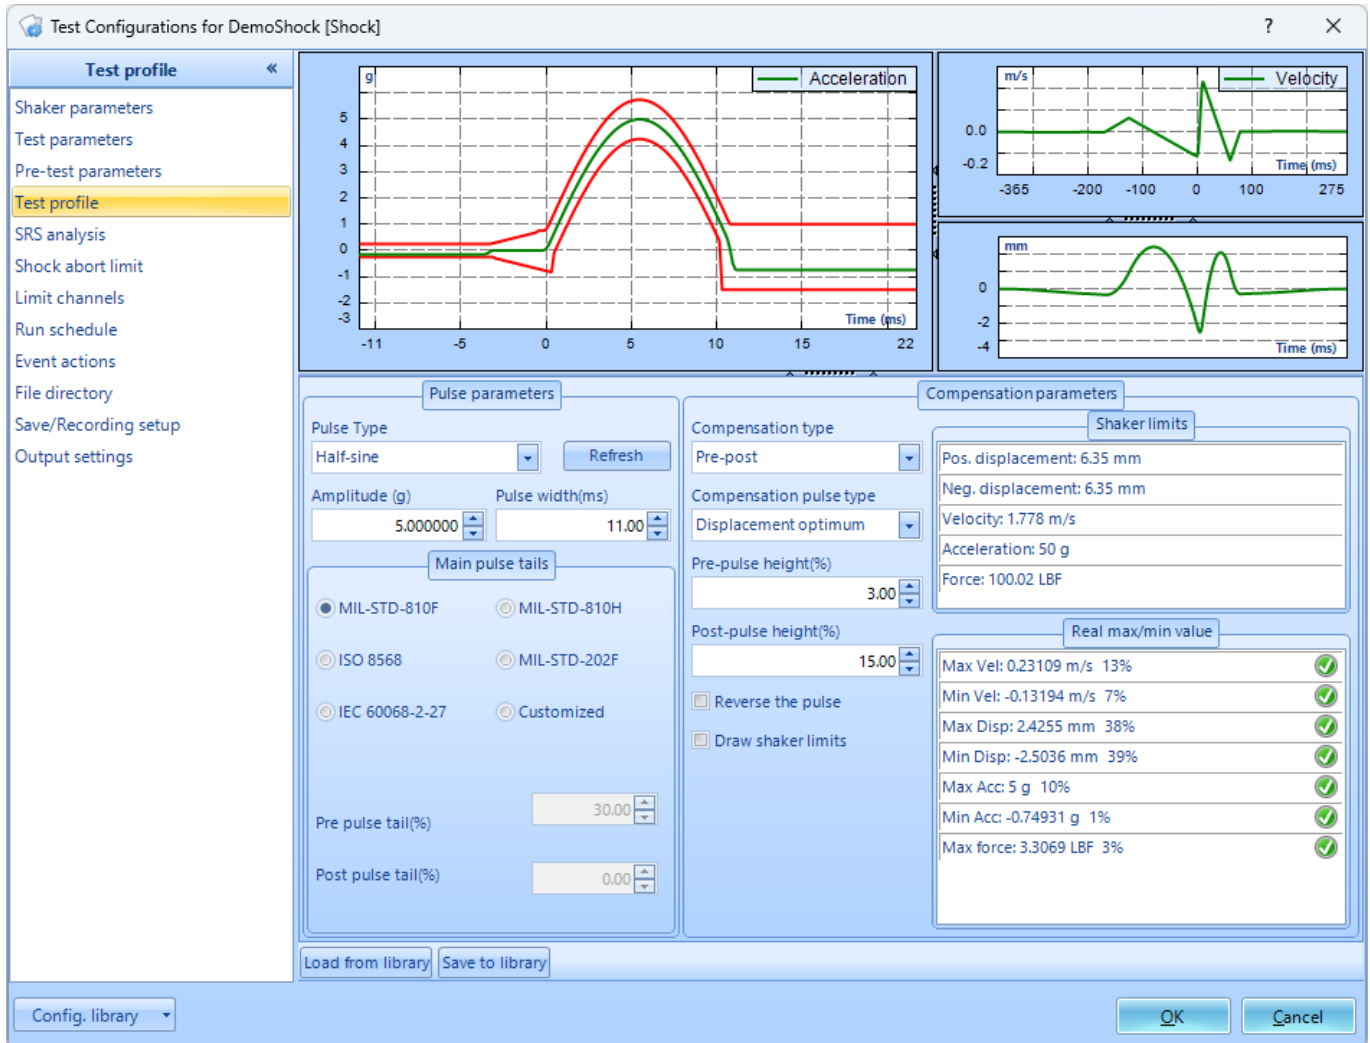 Test Configurations for DemoShock [Shock]
?
Test profile
«
Shaker parameters
Test parameters
Pre-test parameters
Test profile
SRS analysis
Shock abort limit
Limit channels
Run schedule
Event actions
File directory
Save/Recording setup
Output settings
g
Acceleration
5
4
3
2
1
0
-1
-2
-3
Time (ms)
-11 -5 0 5 10 15 22
m/s
Velocity
0.0
-0.2
Time (ms)
-365 -200 -100 0 100 275
mm
0
-2
-4
Time (ms)
Pulse parameters
Pulse Type
Half-sine
Refresh
Amplitude (g) Pulse width(ms)
5.000000 11.00
Main pulse tails
MIL-STD-810F MIL-STD-810H
ISO 8568 MIL-STD-202F
IEC 60068-2-27 Customized
Pre pulse tail(%) 30.00
Post pulse tail(%) 0.00
Compensation parameters
Compensation type
Pre-post
Compensation pulse type
Displacement optimum
Pre-pulse height(%)
3.00
Post-pulse height(%)
15.00
Reverse the pulse
Draw shaker limits
Shaker limits
Pos. displacement: 6.35 mm
Neg. displacement: 6.35 mm
Velocity: 1.778 m/s
Acceleration: 50 g
Force: 100.02 LBF
Real max/min value
Max Vel: 0.23109 m/s 13%
Min Vel: -0.13194 m/s 7%
Max Disp: 2.4255 mm 38%
Min Disp: -2.5036 mm 39%
Max Acc: 5 g 10%
Min Acc: -0.74931 g 1%
Max force: 3.3069 LBF 3%
Load from library Save to library
Config. library
OK Cancel